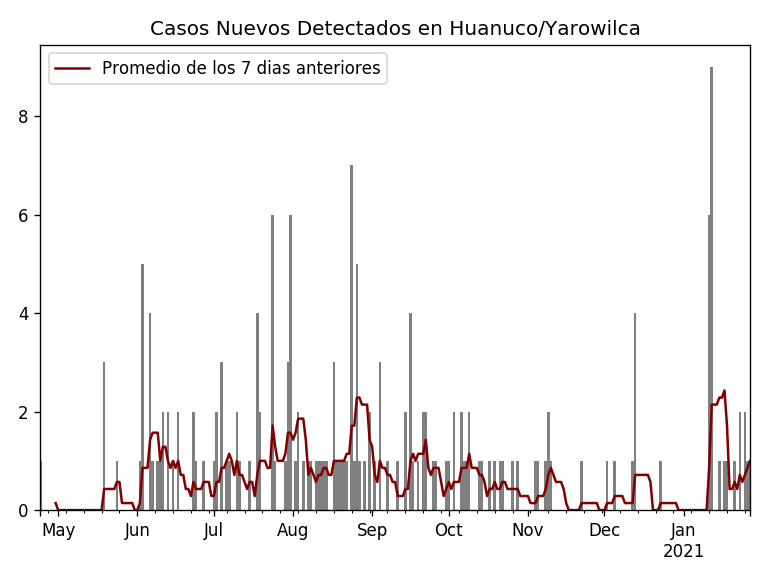 Casos Nuevos Detectados en Huanuco/Yarowilca
Promedio de los 7 dias anteriores
8
6
4
2
0
May Jun Jul Aug Sep Oct Nov Dec Jan
2021